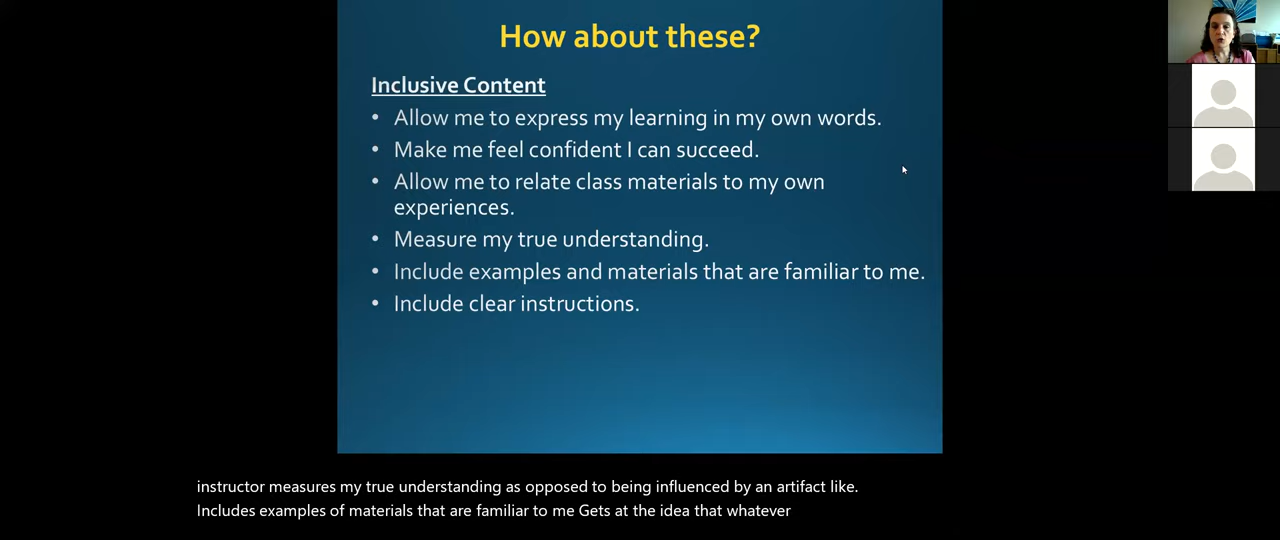 How about these?
Inclusive Content
• Allow me to express my learning in my own words.
• Make me feel confident I can succeed.
• Allow me to relate class materials to my own
experiences.
• Measure my true understanding.
• Include examples and materials that are familiar to me.
• Include clear instructions.
instructor measures my true understanding as opposed to being influenced by an artifact like.
Includes examples of materials that are familiar to me Gets at the idea that whatever